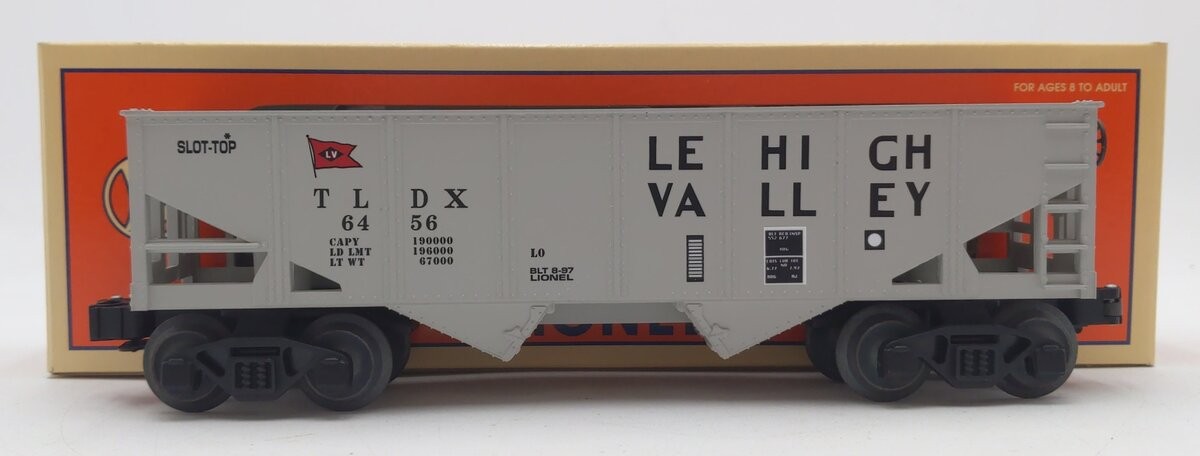 FOR AGES 8 TO ADULT
SLOT-TOP
LV
LEHIGH
VALLEY
TLDX
6456
CAPY 190000
LD LMT 196000
LT WT 67000
LO
BLT 8-97
LIONEL
LIONEL